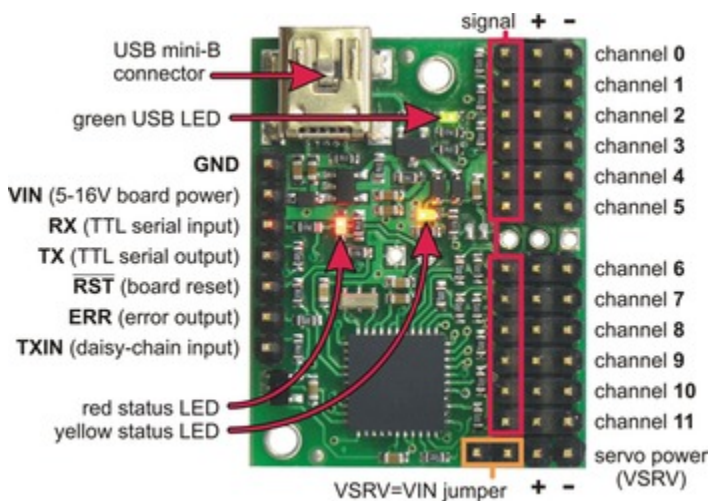 signal + −
USB mini-B
connector
green USB LED
GND
VIN (5-16V board power)
RX (TTL serial input)
TX (TTL serial output)
RST (board reset)
ERR (error output)
TXIN (daisy-chain input)
red status LED
yellow status LED
channel 0
channel 1
channel 2
channel 3
channel 4
channel 5
channel 6
channel 7
channel 8
channel 9
channel 10
channel 11
servo power
(VSRV)
VSRV=VIN jumper + −